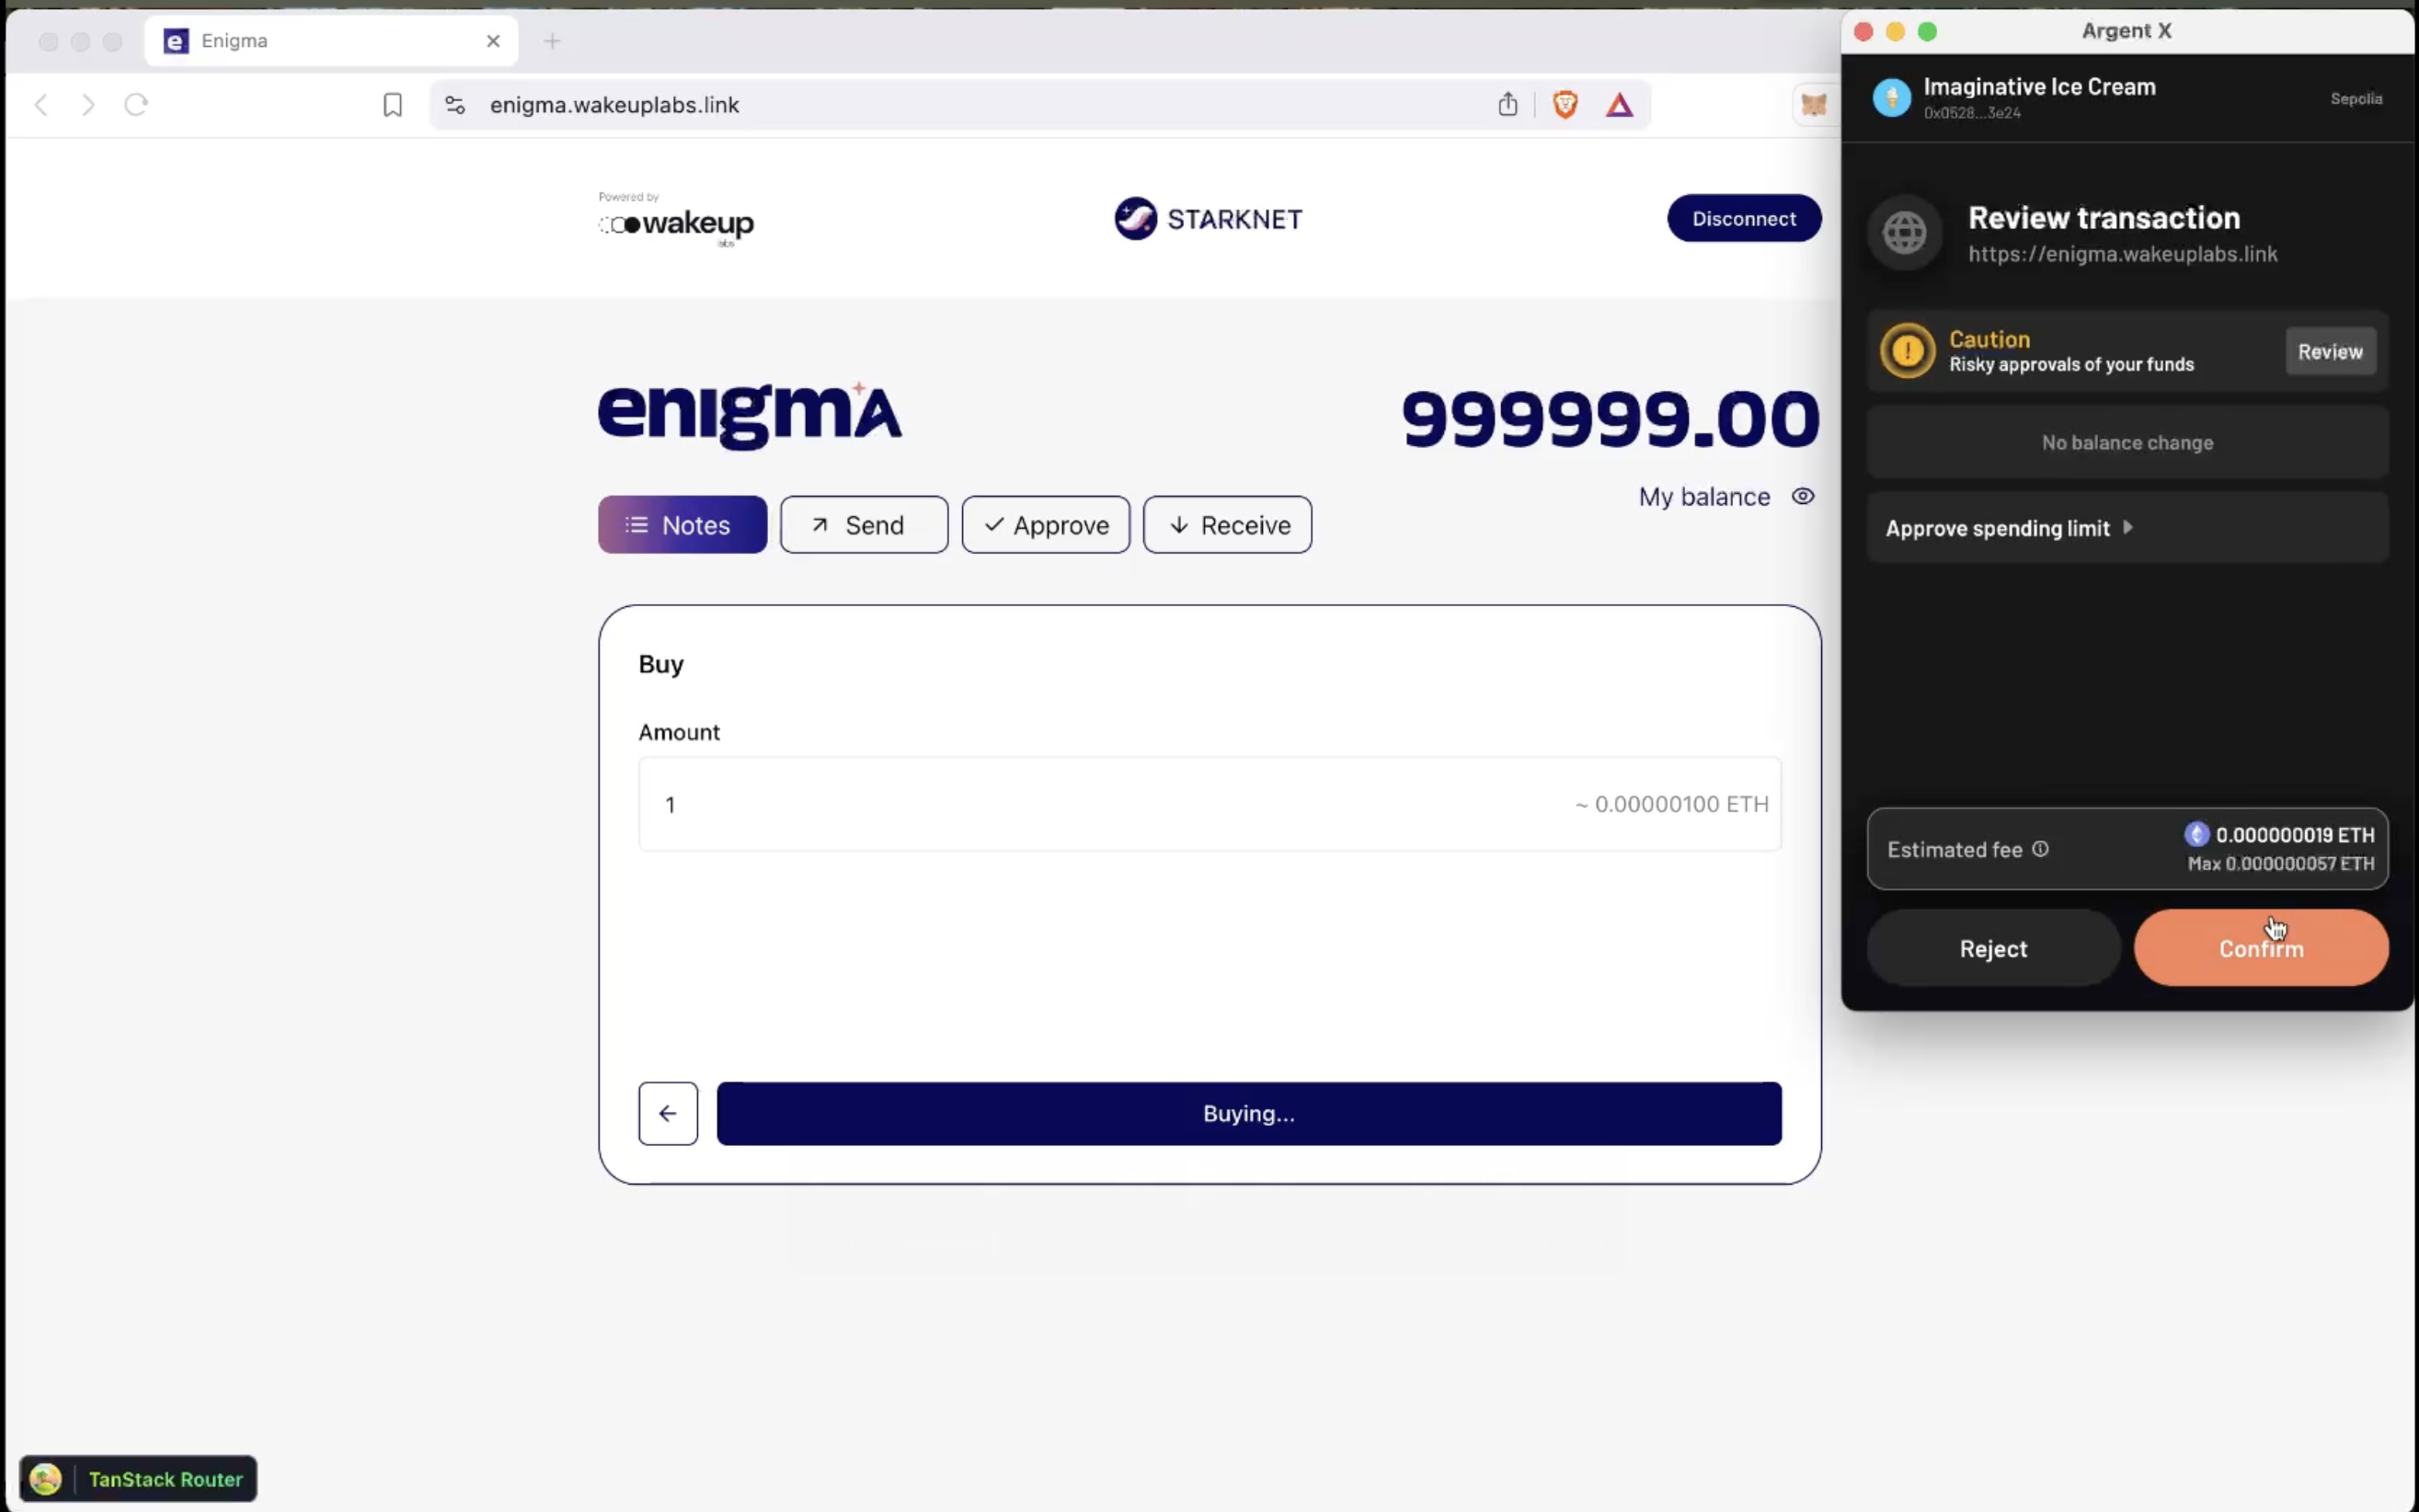 Enigma
enigma.wakeuplabs.link
Powered by
wakeup
labs
STARKNET
Disconnect
enigma
999999.00
My balance
Notes
Send
Approve
Receive
Buy
Amount
1
~ 0.00000100 ETH
Buying...
TanStack Router
Argent X
Imaginative Ice Cream
0x0528...3e24
Sepolia
Review transaction
https://enigma.wakeuplabs.link
Caution
Risky approvals of your funds
Review
No balance change
Approve spending limit
Estimated fee
0.000000019 ETH
Max 0.000000057 ETH
Reject
Confirm